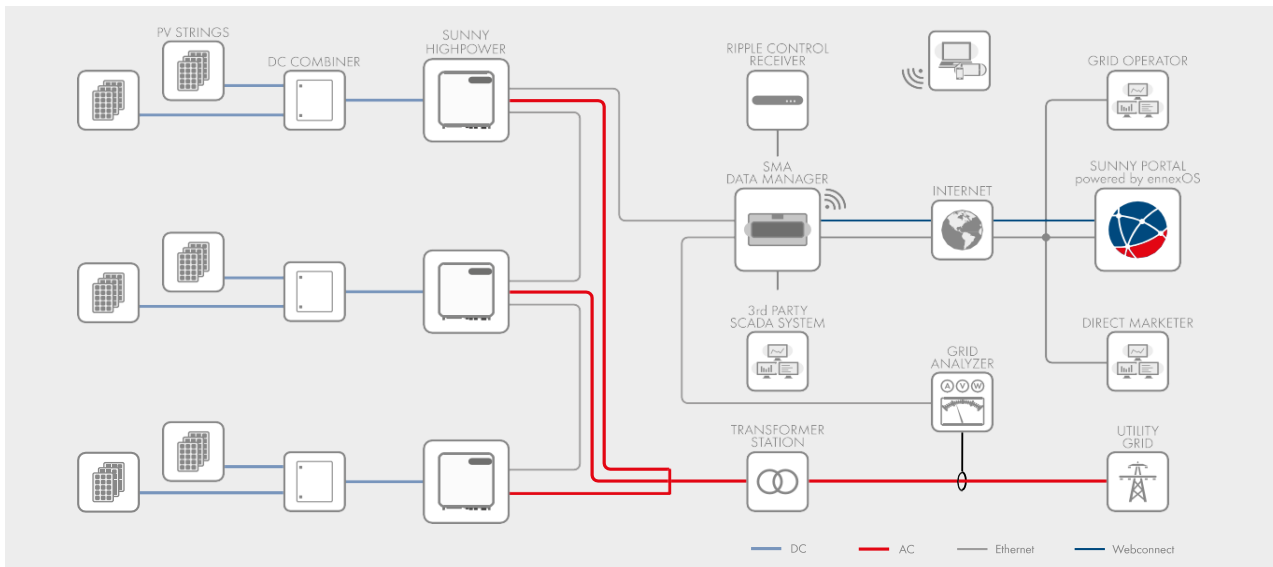 PV STRINGS
DC COMBINER
SUNNY
HIGHPOWER
RIPPLE CONTROL
RECEIVER
GRID OPERATOR
SMA
DATA MANAGER
INTERNET
SUNNY PORTAL
powered by ennexOS
3rd PARTY
SCADA SYSTEM
DIRECT MARKETER
GRID
ANALYZER
A V W
TRANSFORMER
STATION
UTILITY
GRID
DC
AC
Ethernet
Webconnect